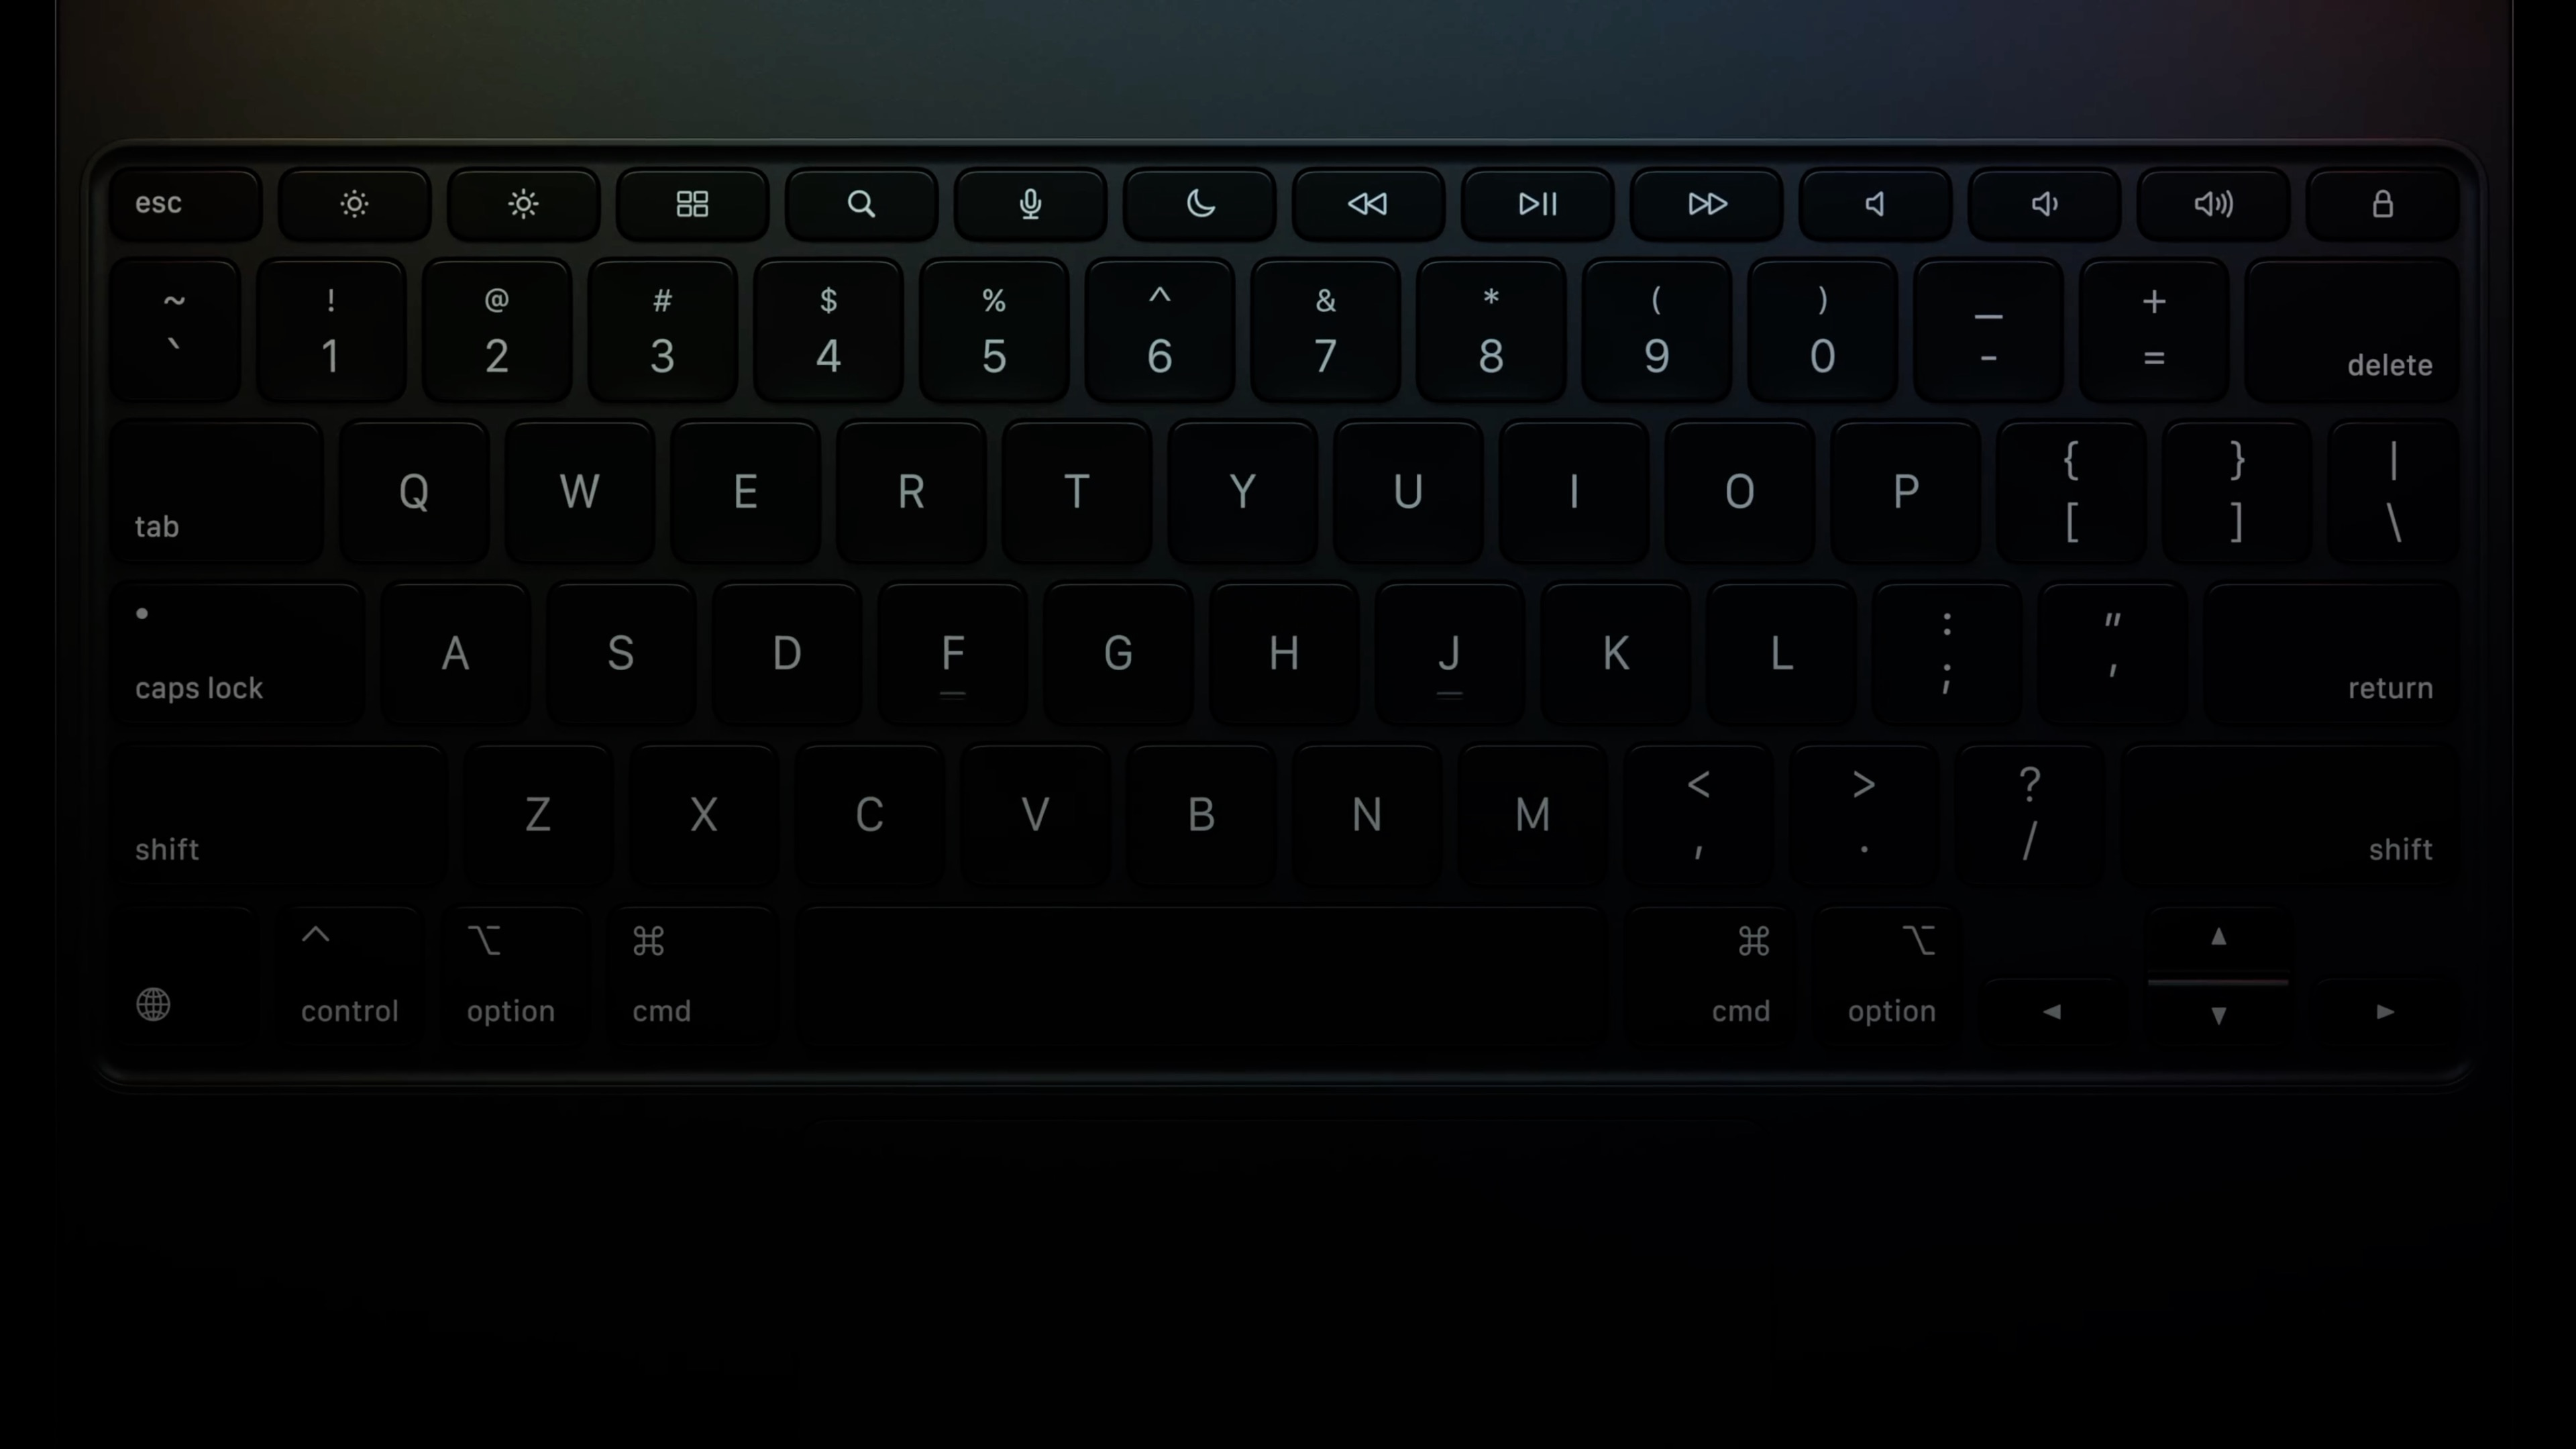 esc
~ ! @ # $ % ^ & * ( ) _ +
` 1 2 3 4 5 6 7 8 9 0 - = delete
tab Q W E R T Y U I O P { } |
[ ] \
caps lock A S D F G H J K L : "
; ' return
shift Z X C V B N M < > ?
, . / shift
^ ⌥ ⌘ ⌘ ⌥
control option cmd cmd option